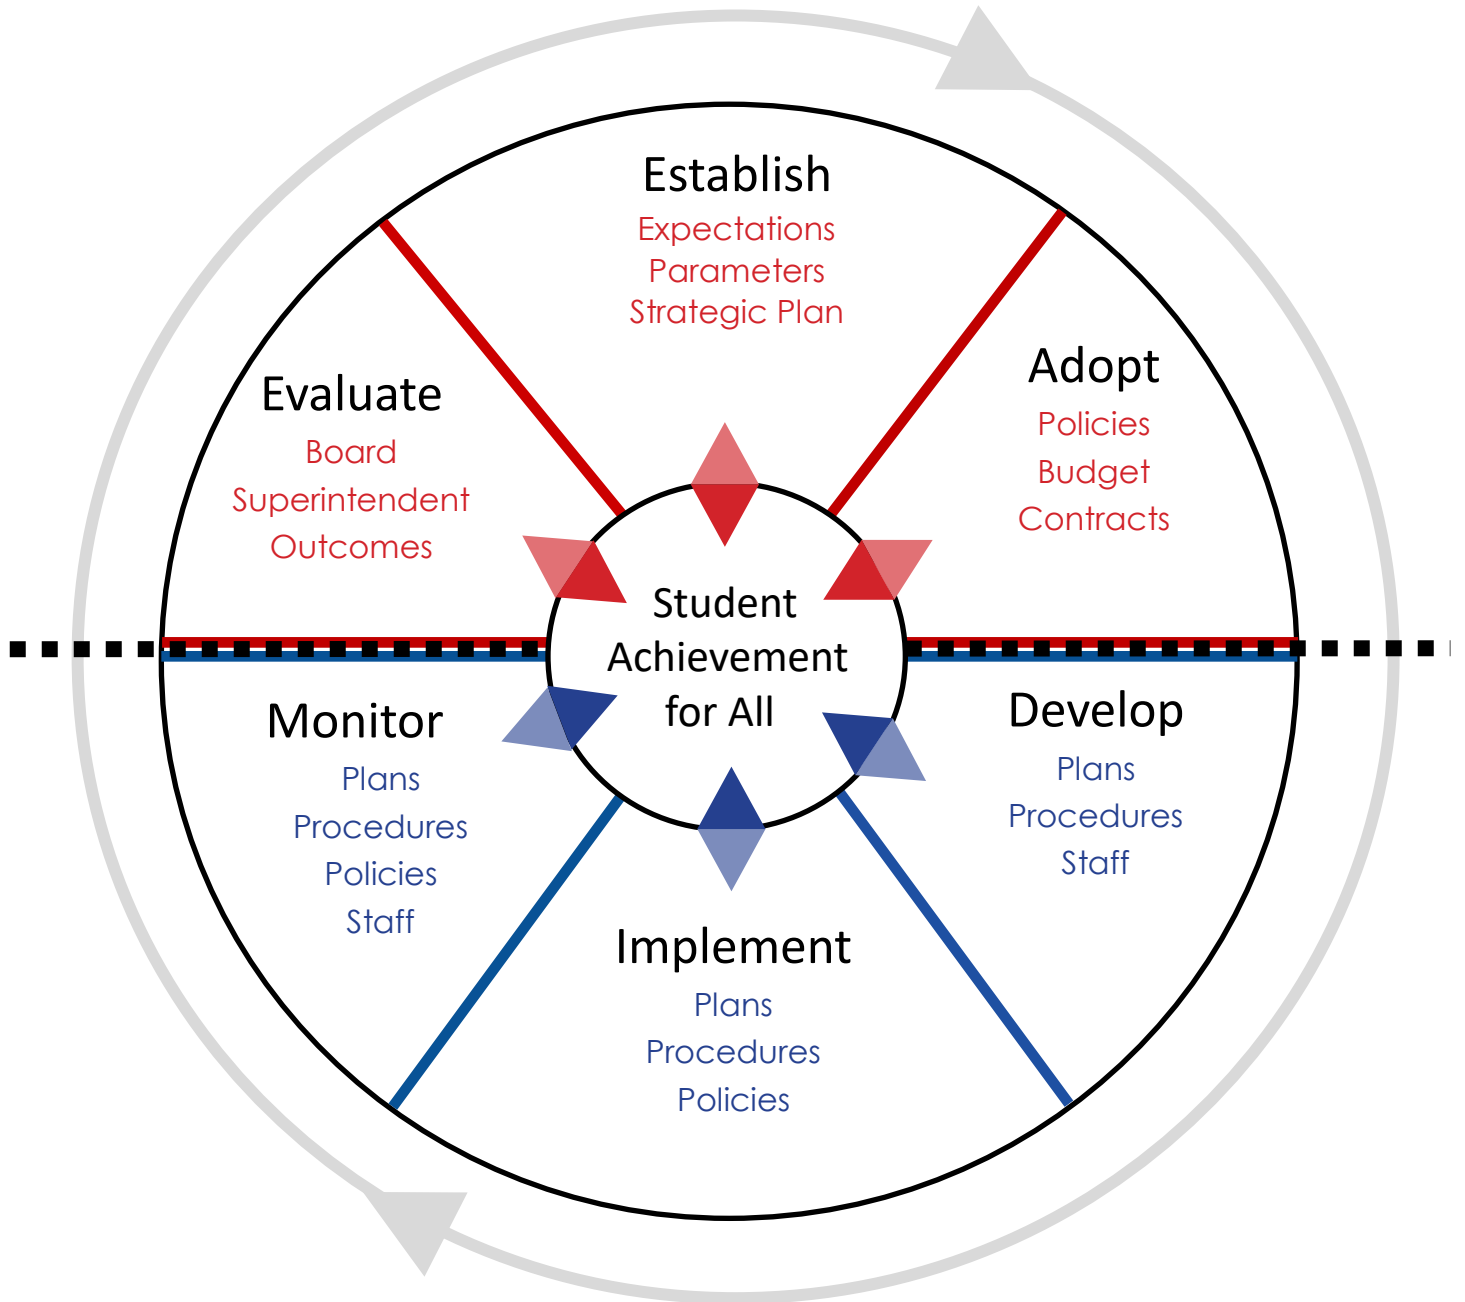 Establish
Expectations
Parameters
Strategic Plan
Adopt
Policies
Budget
Contracts
Develop
Plans
Procedures
Staff
Implement
Plans
Procedures
Policies
Monitor
Plans
Procedures
Policies
Staff
Evaluate
Board
Superintendent
Outcomes
Student
Achievement
for All